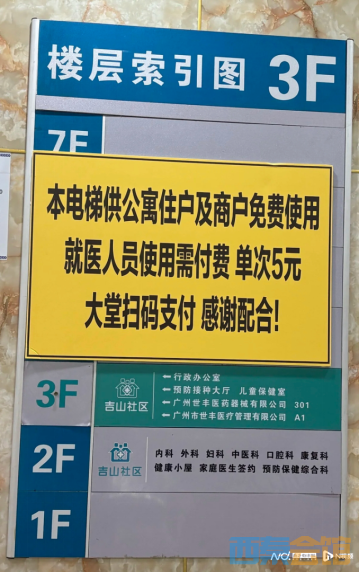 楼层索引图 3F
7F
本电梯供公寓住户及商户免费使用
就医人员使用需付费 单次5元
大堂扫码支付 感谢配合!
3F
吉山社区
←行政办公室
←预防接种大厅 儿童保健室
←广州世丰医药器械有限公司 301
←广州市世丰医疗管理有限公司 A1
2F
吉山社区
内科 外科 妇科 中医科 口腔科 康复科
健康小屋 家庭医生签约 预防保健综合科
1F